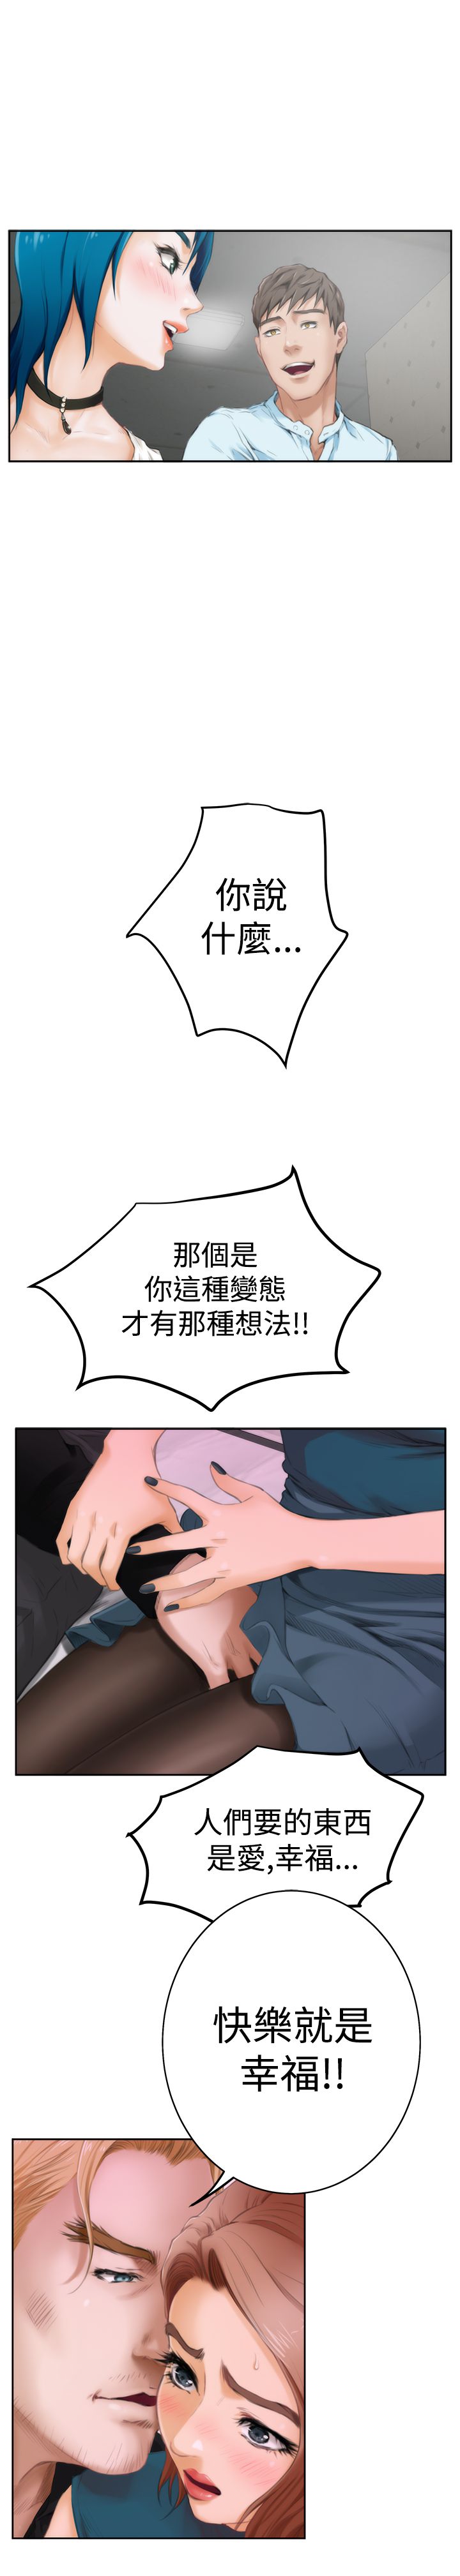 你說
什麼...
那個是
你這種變態
才有那種想法!!
人們要的東西
是愛,幸福...
快樂就是
幸福!!